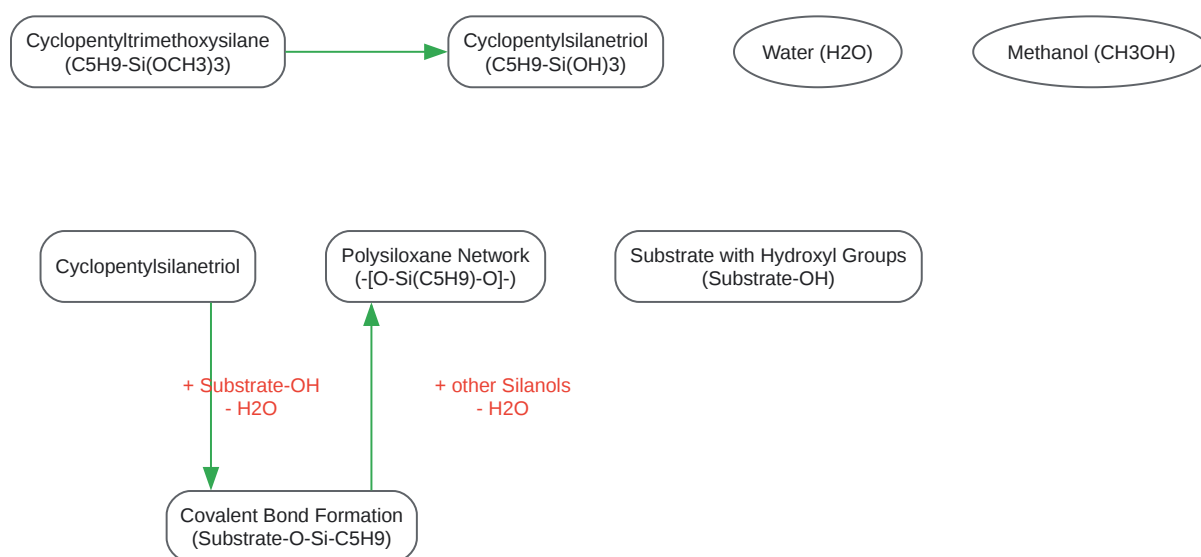 Cyclopentyltrimethoxysilane
(C5H9-Si(OCH3)3)
Cyclopentylsilanetriol
(C5H9-Si(OH)3)
Water (H2O)
Methanol (CH3OH)
Cyclopentylsilanetriol
Polysiloxane Network
(-[O-Si(C5H9)-O]-)
Substrate with Hydroxyl Groups
(Substrate-OH)
+ Substrate-OH
- H2O
+ other Silanols
- H2O
Covalent Bond Formation
(Substrate-O-Si-C5H9)